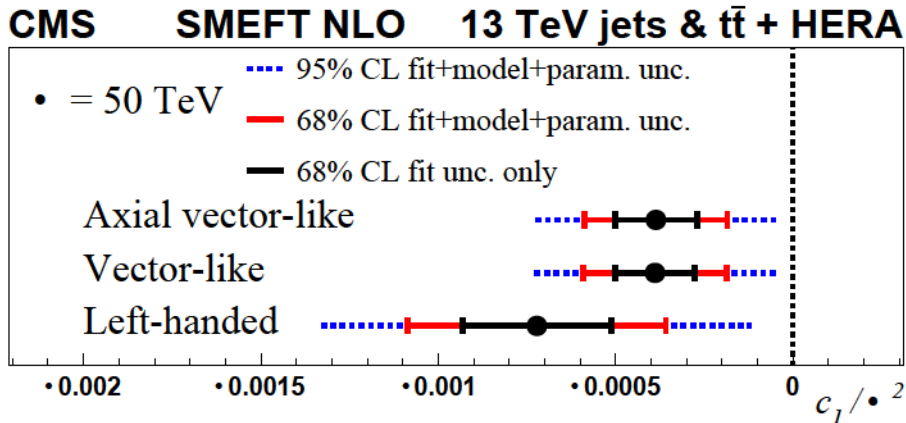 CMS SMEFT NLO 13 TeV jets & tt̄ + HERA
95% CL fit+model+param. unc.
• = 50 TeV
68% CL fit+model+param. unc.
68% CL fit unc. only
Axial vector-like
Vector-like
Left-handed
•0.002 •0.0015 •0.001 •0.0005 0
c₁/•²